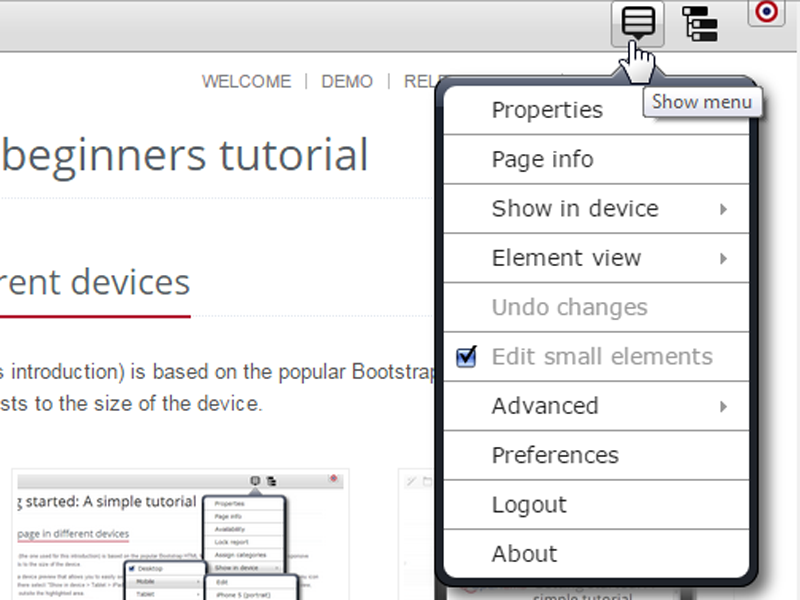 WELCOME | DEMO |
Show menu
beginners tutorial
rent devices
introduction) is based on the popular Bootstrap
sts to the size of the device.
Properties
Page info
Show in device
Element view
Undo changes
Edit small elements
Advanced
Preferences
Logout
About
started: A simple tutorial
page in different devices
Properties
Page info
Availability
Lock report
Assign categories
Show in device
Desktop
Mobile
Tablet
Edit
iPhone 5 (portrait)
simple tutorial